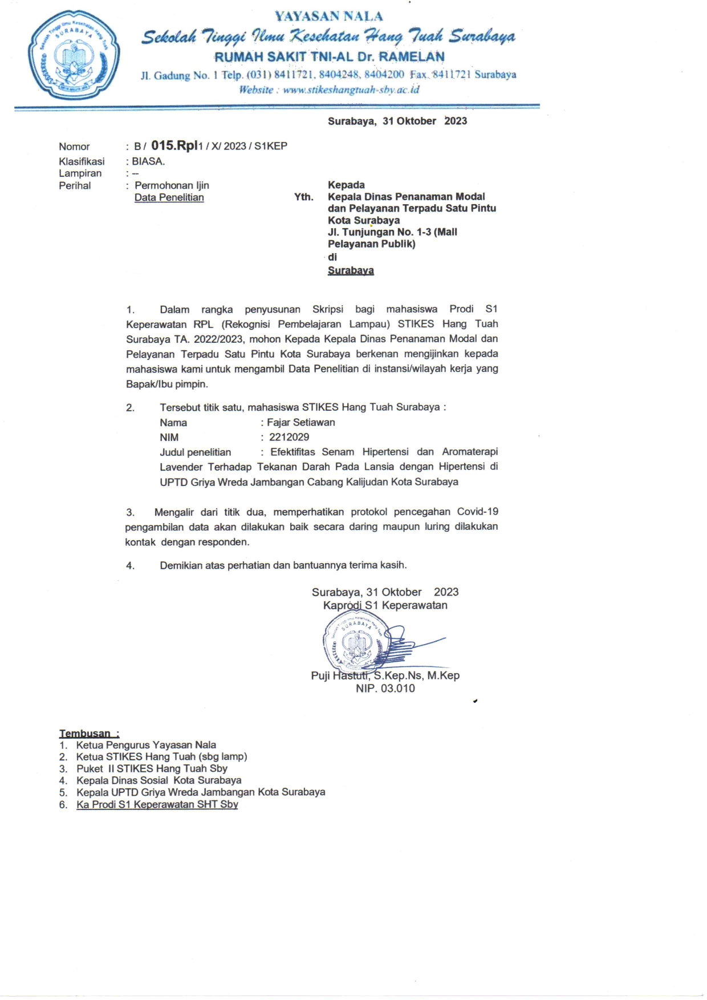 YAYASAN NALA
Sekolah Tinggi Ilmu Kesehatan Hang Tuah Surabaya
RUMAH SAKIT TNI-AL Dr. RAMELAN
Jl. Gadung No. 1 Telp. (031) 8411721, 8404248, 8404200 Fax. 8411721 Surabaya
Website : www.stikeshangtuah-sby.ac.id
Sekolah Tinggi Ilmu Kesehatan Hang Tuah
SURABAYA
Surabaya, 31 Oktober 2023
Nomor : B / 015.Rpl1 / X/ 2023 / S1KEP
Klasifikasi : BIASA.
Lampiran : --
Perihal : Permohonan Ijin
Data Penelitian
Kepada
Yth. Kepala Dinas Penanaman Modal
dan Pelayanan Terpadu Satu Pintu
Kota Surabaya
Jl. Tunjungan No. 1-3 (Mall
Pelayanan Publik)
di
Surabaya
1. Dalam rangka penyusunan Skripsi bagi mahasiswa Prodi S1
Keperawatan RPL (Rekognisi Pembelajaran Lampau) STIKES Hang Tuah
Surabaya TA. 2022/2023, mohon Kepada Kepala Dinas Penanaman Modal dan
Pelayanan Terpadu Satu Pintu Kota Surabaya berkenan mengijinkan kepada
mahasiswa kami untuk mengambil Data Penelitian di instansi/wilayah kerja yang
Bapak/Ibu pimpin.
2. Tersebut titik satu, mahasiswa STIKES Hang Tuah Surabaya :
Nama : Fajar Setiawan
NIM : 2212029
Judul penelitian : Efektifitas Senam Hipertensi dan Aromaterapi
Lavender Terhadap Tekanan Darah Pada Lansia dengan Hipertensi di
UPTD Griya Wreda Jambangan Cabang Kalijudan Kota Surabaya
3. Mengalir dari titik dua, memperhatikan protokol pencegahan Covid-19
pengambilan data akan dilakukan baik secara daring maupun luring dilakukan
kontak dengan responden.
4. Demikian atas perhatian dan bantuannya terima kasih.
Surabaya, 31 Oktober 2023
Kaprodi S1 Keperawatan
Sekolah Tinggi Ilmu Kesehatan Hang Tuah
SURABAYA
Puji Hastuti, S.Kep.Ns, M.Kep
NIP. 03.010
Tembusan :
1. Ketua Pengurus Yayasan Nala
2. Ketua STIKES Hang Tuah (sbg lamp)
3. Puket II STIKES Hang Tuah Sby
4. Kepala Dinas Sosial Kota Surabaya
5. Kepala UPTD Griya Wreda Jambangan Kota Surabaya
6. Ka Prodi S1 Keperawatan SHT Sby